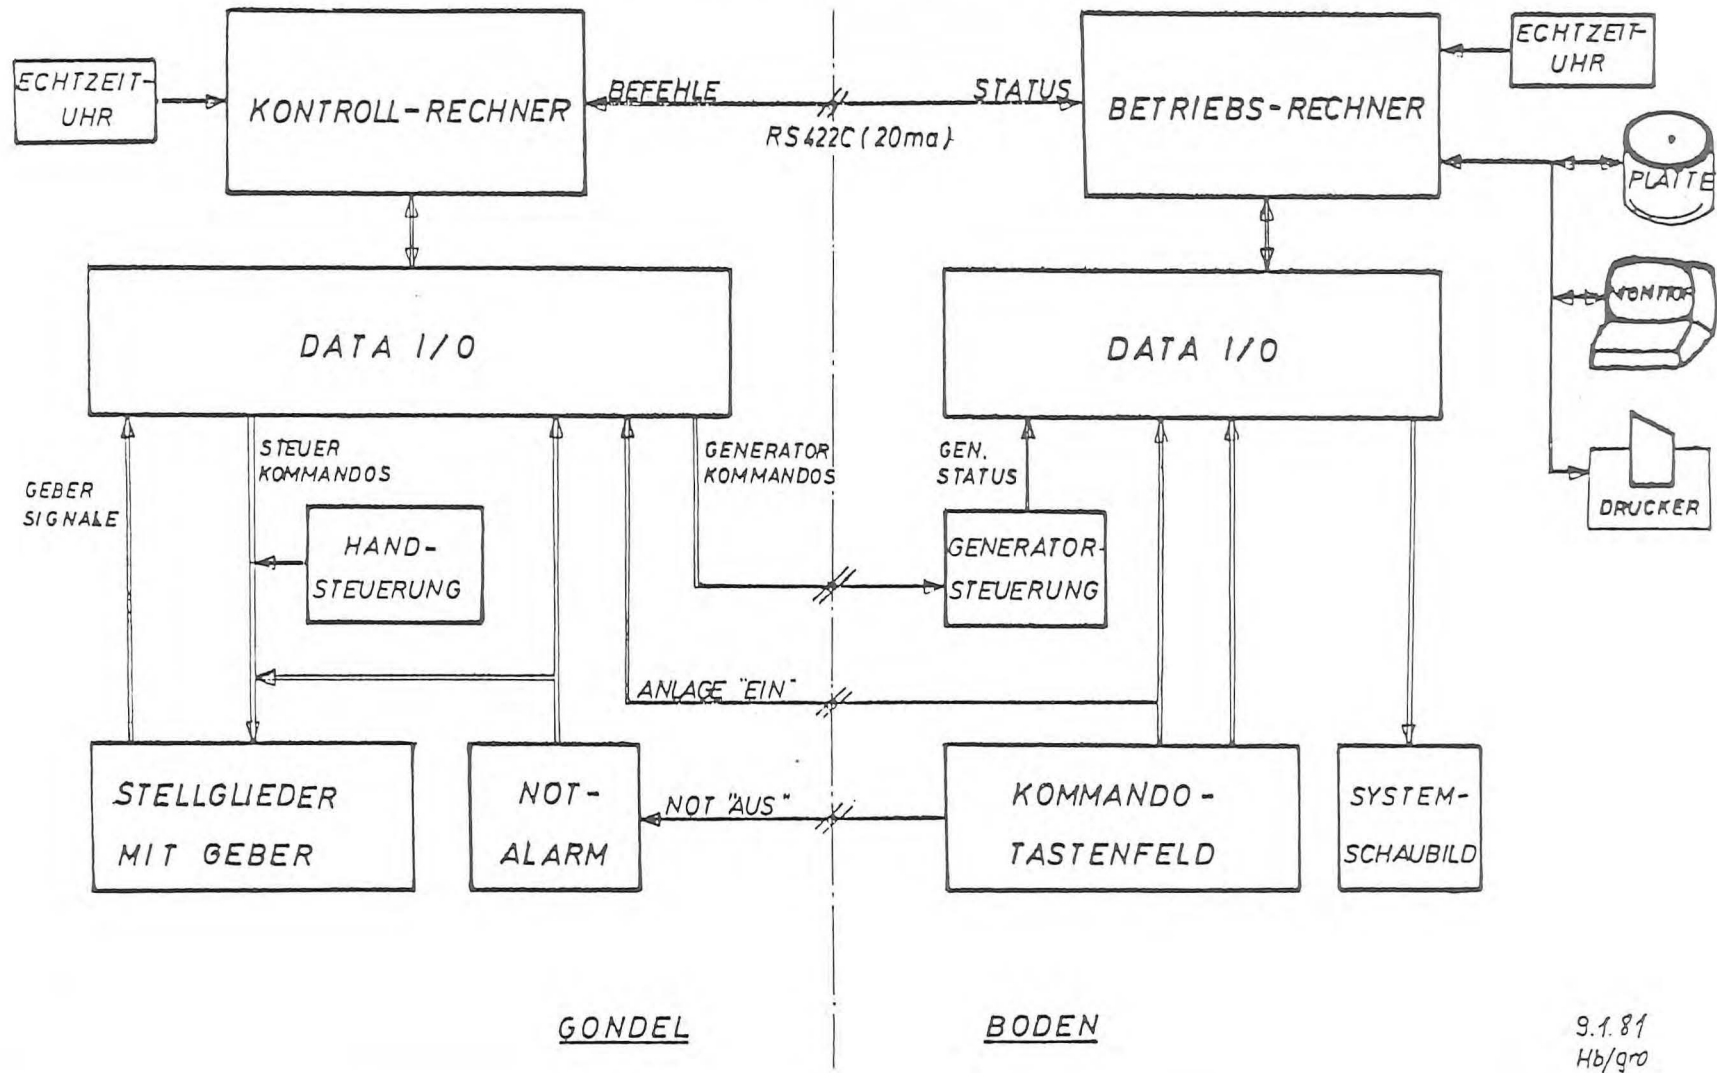 ECHTZEIT-
UHR
KONTROLL-RECHNER
BEFEHLE
STATUS
RS422C (20ma)
BETRIEBS-RECHNER
ECHTZEIT-
UHR
PLATTE
MONITOR
DRUCKER
DATA I/O
DATA I/O
GEBER
SIGNALE
STEUER
KOMMANDOS
GENERATOR
KOMMANDOS
GEN.
STATUS
HAND-
STEUERUNG
GENERATOR-
STEUERUNG
ANLAGE "EIN"
STELLGLIEDER
MIT GEBER
NOT-
ALARM
NOT "AUS"
KOMMANDO-
TASTENFELD
SYSTEM-
SCHAUBILD
GONDEL
BODEN
9.1.81
Hb/gro